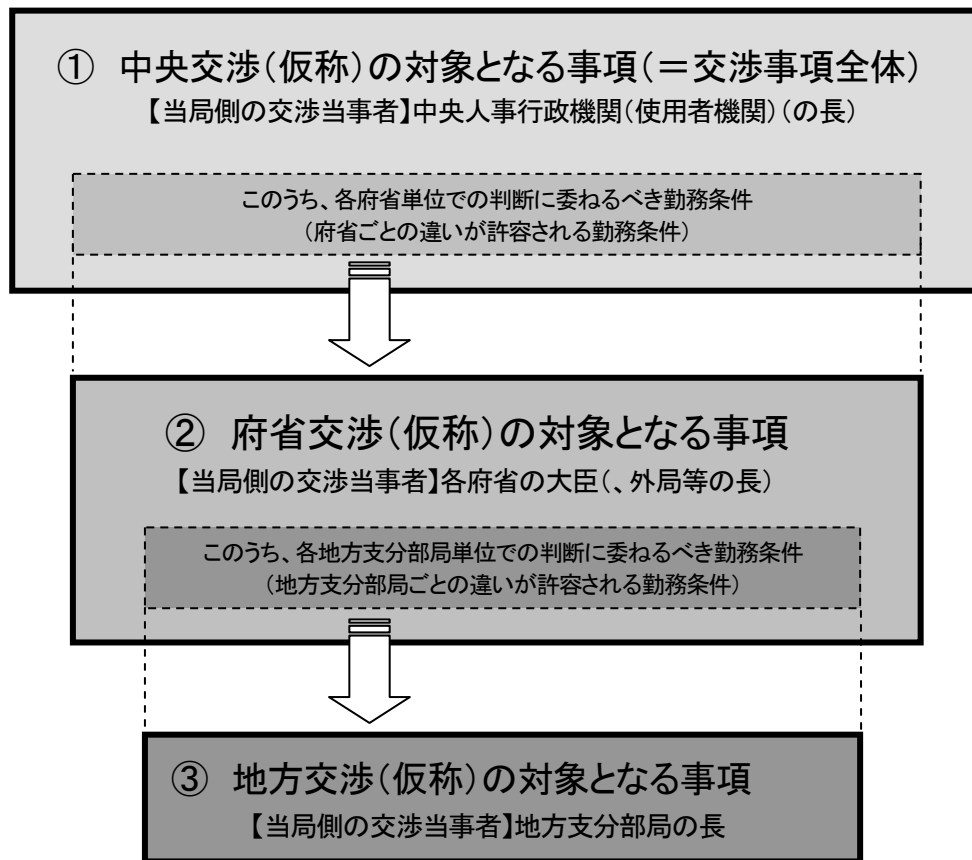 ① 中央交渉（仮称）の対象となる事項（＝交渉事項全体）
【当局側の交渉当事者】中央人事行政機関（使用者機関）（の長）
このうち、各府省単位での判断に委ねるべき勤務条件
（府省ごとの違いが許容される勤務条件）
② 府省交渉（仮称）の対象となる事項
【当局側の交渉当事者】各府省の大臣（、外局等の長）
このうち、各地方支分部局単位での判断に委ねるべき勤務条件
（地方支分部局ごとの違いが許容される勤務条件）
③ 地方交渉（仮称）の対象となる事項
【当局側の交渉当事者】地方支分部局の長